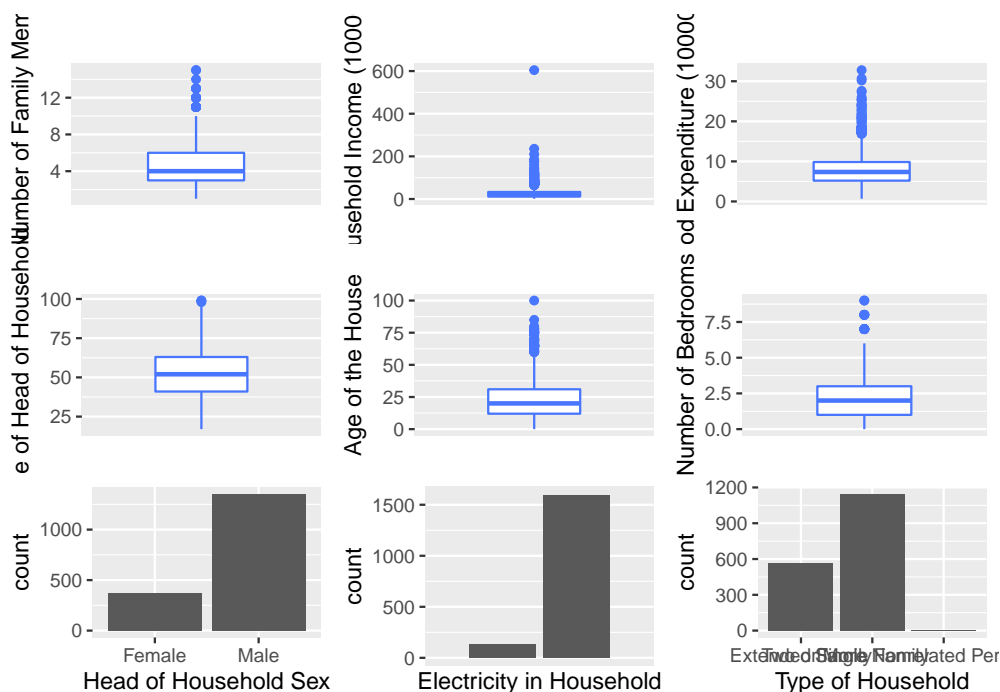 Number of Family Mem
12
8
4
usehold Income (1000
600
400
200
0
od Expenditure (10000
30
20
10
0
e of Head of Household
100
75
50
25
Age of the House
100
75
50
25
0
Number of Bedrooms
7.5
5.0
2.5
0.0
count
1000
500
0
Female
Male
Head of Household Sex
count
1500
1000
500
0
Electricity in Household
count
1200
900
600
300
0
Type of Household